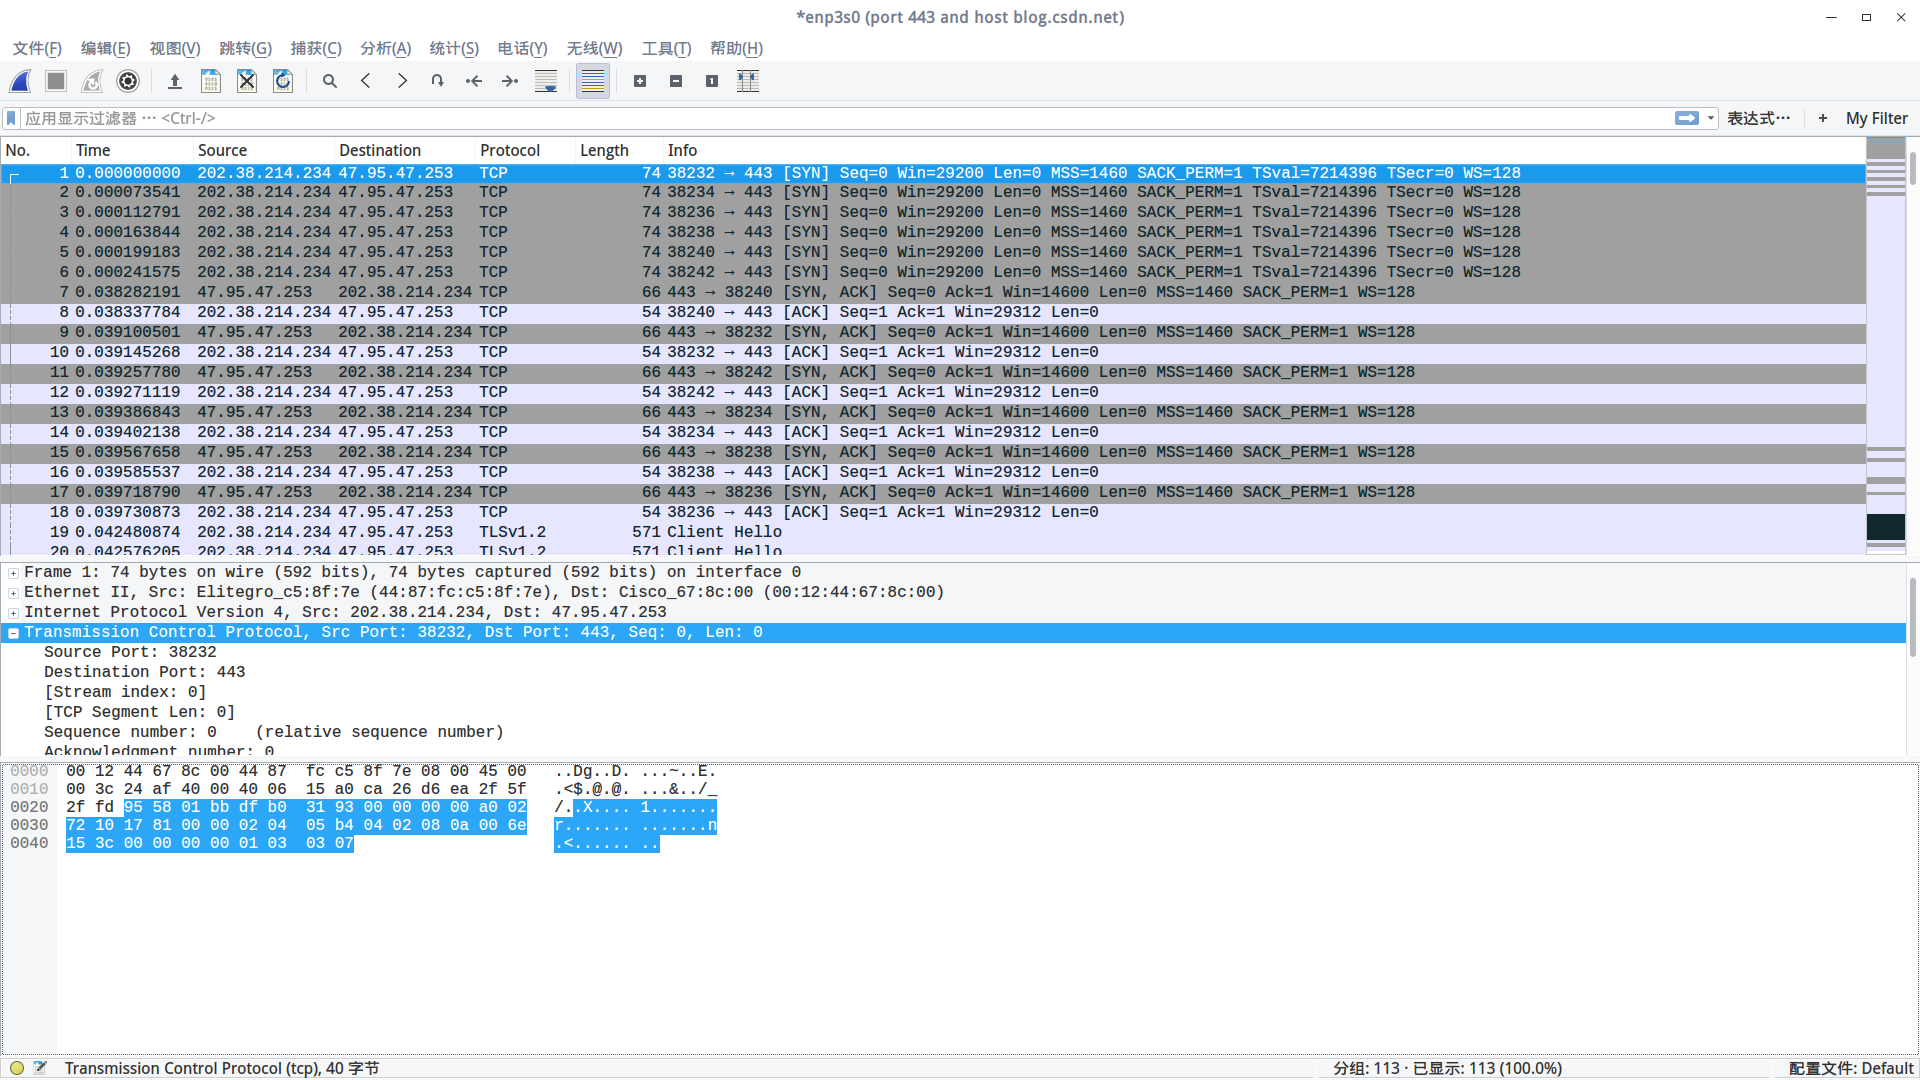 *enp3s0 (port 443 and host blog.csdn.net)
文件(F) 编辑(E) 视图(V) 跳转(G) 捕获(C) 分析(A) 统计(S) 电话(Y) 无线(W) 工具(T) 帮助(H)
应用显示过滤器 … <Ctrl-/> 表达式… + My Filter
No. Time Source Destination Protocol Length Info
1 0.000000000 202.38.214.234 47.95.47.253 TCP 74 38232 → 443 [SYN] Seq=0 Win=29200 Len=0 MSS=1460 SACK_PERM=1 TSval=7214396 TSecr=0 WS=128
2 0.000073541 202.38.214.234 47.95.47.253 TCP 74 38234 → 443 [SYN] Seq=0 Win=29200 Len=0 MSS=1460 SACK_PERM=1 TSval=7214396 TSecr=0 WS=128
3 0.000112791 202.38.214.234 47.95.47.253 TCP 74 38236 → 443 [SYN] Seq=0 Win=29200 Len=0 MSS=1460 SACK_PERM=1 TSval=7214396 TSecr=0 WS=128
4 0.000163844 202.38.214.234 47.95.47.253 TCP 74 38238 → 443 [SYN] Seq=0 Win=29200 Len=0 MSS=1460 SACK_PERM=1 TSval=7214396 TSecr=0 WS=128
5 0.000199183 202.38.214.234 47.95.47.253 TCP 74 38240 → 443 [SYN] Seq=0 Win=29200 Len=0 MSS=1460 SACK_PERM=1 TSval=7214396 TSecr=0 WS=128
6 0.000241575 202.38.214.234 47.95.47.253 TCP 74 38242 → 443 [SYN] Seq=0 Win=29200 Len=0 MSS=1460 SACK_PERM=1 TSval=7214396 TSecr=0 WS=128
7 0.038282191 47.95.47.253 202.38.214.234 TCP 66 443 → 38240 [SYN, ACK] Seq=0 Ack=1 Win=14600 Len=0 MSS=1460 SACK_PERM=1 WS=128
8 0.038337784 202.38.214.234 47.95.47.253 TCP 54 38240 → 443 [ACK] Seq=1 Ack=1 Win=29312 Len=0
9 0.039100501 47.95.47.253 202.38.214.234 TCP 66 443 → 38232 [SYN, ACK] Seq=0 Ack=1 Win=14600 Len=0 MSS=1460 SACK_PERM=1 WS=128
10 0.039145268 202.38.214.234 47.95.47.253 TCP 54 38232 → 443 [ACK] Seq=1 Ack=1 Win=29312 Len=0
11 0.039257780 47.95.47.253 202.38.214.234 TCP 66 443 → 38242 [SYN, ACK] Seq=0 Ack=1 Win=14600 Len=0 MSS=1460 SACK_PERM=1 WS=128
12 0.039271119 202.38.214.234 47.95.47.253 TCP 54 38242 → 443 [ACK] Seq=1 Ack=1 Win=29312 Len=0
13 0.039386843 47.95.47.253 202.38.214.234 TCP 66 443 → 38234 [SYN, ACK] Seq=0 Ack=1 Win=14600 Len=0 MSS=1460 SACK_PERM=1 WS=128
14 0.039402138 202.38.214.234 47.95.47.253 TCP 54 38234 → 443 [ACK] Seq=1 Ack=1 Win=29312 Len=0
15 0.039567658 47.95.47.253 202.38.214.234 TCP 66 443 → 38238 [SYN, ACK] Seq=0 Ack=1 Win=14600 Len=0 MSS=1460 SACK_PERM=1 WS=128
16 0.039585537 202.38.214.234 47.95.47.253 TCP 54 38238 → 443 [ACK] Seq=1 Ack=1 Win=29312 Len=0
17 0.039718790 47.95.47.253 202.38.214.234 TCP 66 443 → 38236 [SYN, ACK] Seq=0 Ack=1 Win=14600 Len=0 MSS=1460 SACK_PERM=1 WS=128
18 0.039730873 202.38.214.234 47.95.47.253 TCP 54 38236 → 443 [ACK] Seq=1 Ack=1 Win=29312 Len=0
19 0.042480874 202.38.214.234 47.95.47.253 TLSv1.2 571 Client Hello
20 0.042576205 202.38.214.234 47.95.47.253 TLSv1.2 571 Client Hello
Frame 1: 74 bytes on wire (592 bits), 74 bytes captured (592 bits) on interface 0
Ethernet II, Src: Elitegro_c5:8f:7e (44:87:fc:c5:8f:7e), Dst: Cisco_67:8c:00 (00:12:44:67:8c:00)
Internet Protocol Version 4, Src: 202.38.214.234, Dst: 47.95.47.253
Transmission Control Protocol, Src Port: 38232, Dst Port: 443, Seq: 0, Len: 0
Source Port: 38232
Destination Port: 443
[Stream index: 0]
[TCP Segment Len: 0]
Sequence number: 0    (relative sequence number)
Acknowledgment number: 0
0000 00 12 44 67 8c 00 44 87 fc c5 8f 7e 08 00 45 00 ..Dg..D. ...~..E.
0010 00 3c 24 af 40 00 40 06 15 a0 ca 26 d6 ea 2f 5f .<$.@.@. ...&../_
0020 2f fd 95 58 01 bb df b0 31 93 00 00 00 00 a0 02 /..X.... 1.......
0030 72 10 17 81 00 00 02 04 05 b4 04 02 08 0a 00 6e r....... .......n
0040 15 3c 00 00 00 00 01 03 03 07 .<...... ..
Transmission Control Protocol (tcp), 40 字节 分组: 113 · 已显示: 113 (100.0%) 配置文件: Default